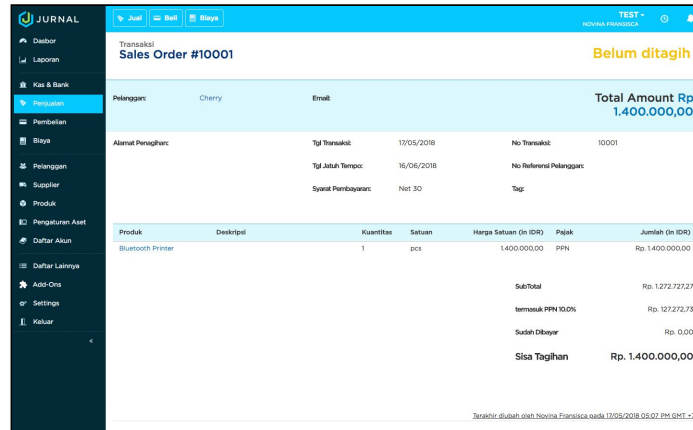 JURNAL
Jual Beli Biaya
TEST
NOVINA FRANSISCA
Dasbor
Laporan
Kas & Bank
Penjualan
Pembelian
Biaya
Pelanggan
Supplier
Produk
Pengaturan Aset
Daftar Akun
Daftar Lainnya
Add-Ons
Settings
Keluar
«
Transaksi
Sales Order #10001
Belum ditagih
Pelanggan: Cherry Email: Total Amount Rp
1.400.000,00
Alamat Penagihan: Tgl Transaksi: 17/05/2018 No Transaksi: 10001
Tgl Jatuh Tempo: 16/06/2018 No Referensi Pelanggan:
Syarat Pembayaran: Net 30 Tag:
Produk Deskripsi Kuantitas Satuan Harga Satuan (in IDR) Pajak Jumlah (in IDR)
Bluetooth Printer 1 pcs 1.400.000,00 PPN Rp. 1.400.000,00
SubTotal Rp. 1.272.727,27
termasuk PPN 10.0% Rp. 127.272,73
Sudah Dibayar Rp. 0,00
Sisa Tagihan Rp. 1.400.000,00
Terakhir diubah oleh Novina Fransisca pada 17/05/2018 05:07 PM GMT +7